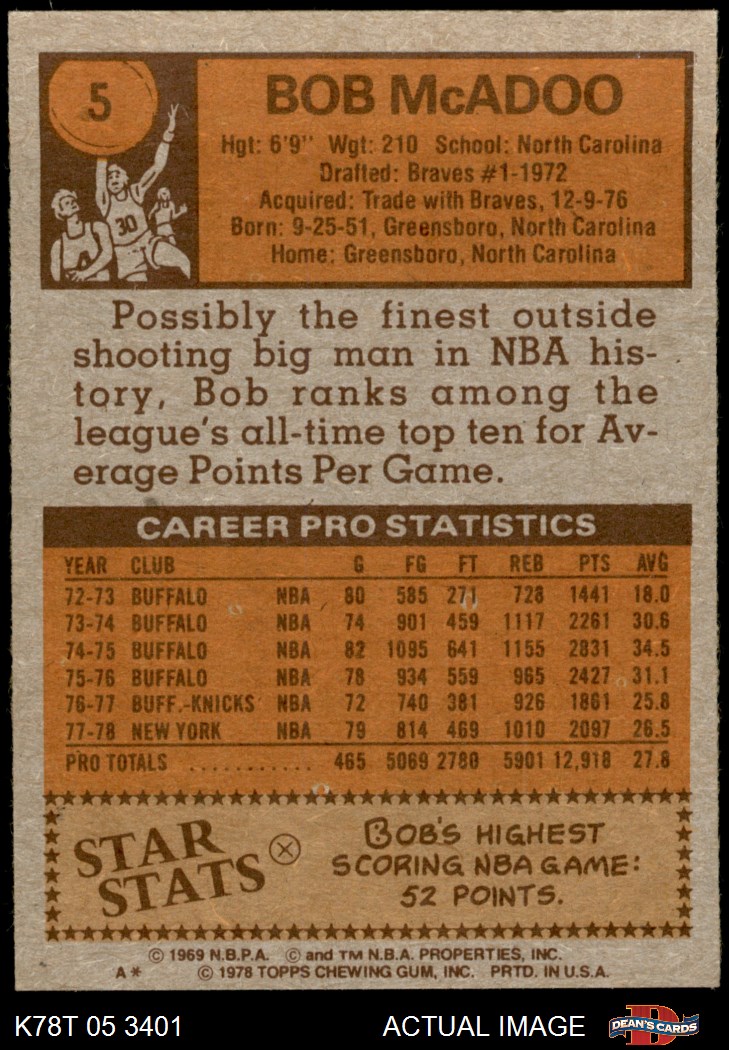 5
BOB McADOO
Hgt: 6'9" Wgt: 210 School: North Carolina
Drafted: Braves #1-1972
Acquired: Trade with Braves, 12-9-76
Born: 9-25-51, Greensboro, North Carolina
Home: Greensboro, North Carolina
30
4
Possibly the finest outside
shooting big man in NBA his-
tory, Bob ranks among the
league's all-time top ten for Av-
erage Points Per Game.
CAREER PRO STATISTICS
YEAR CLUB G FG FT REB PTS AVG
72-73 BUFFALO NBA 80 585 271 728 1441 18.0
73-74 BUFFALO NBA 74 901 459 1117 2261 30.6
74-75 BUFFALO NBA 82 1095 641 1155 2831 34.5
75-76 BUFFALO NBA 78 934 559 965 2427 31.1
76-77 BUFF.-KNICKS NBA 72 740 381 926 1861 25.8
77-78 NEW YORK NBA 79 814 469 1010 2097 26.5
PRO TOTALS ........... 465 5069 2780 5901 12,918 27.8
STAR
STATS
BOB'S HIGHEST
SCORING NBA GAME:
52 POINTS.
© 1969 N.B.P.A. © and TM N.B.A. PROPERTIES, INC.
A* © 1978 TOPPS CHEWING GUM, INC. PRTD. IN U.S.A.
K78T 05 3401 ACTUAL IMAGE DEAN'S CARDS